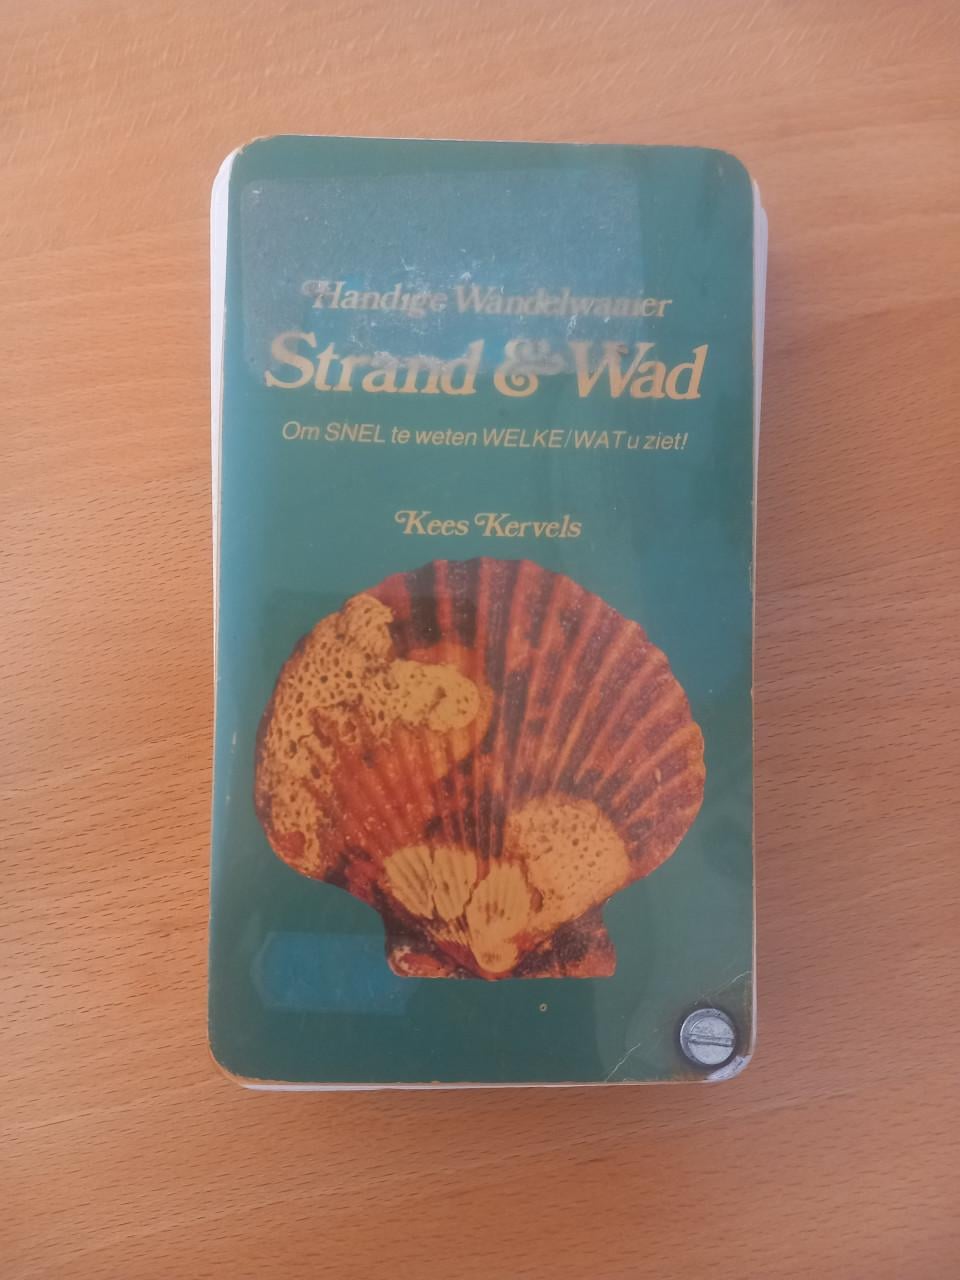 Handige Wandelwaaier
Strand & Wad
Om SNEL te weten WELKE/WAT u ziet!
Kees Kervels